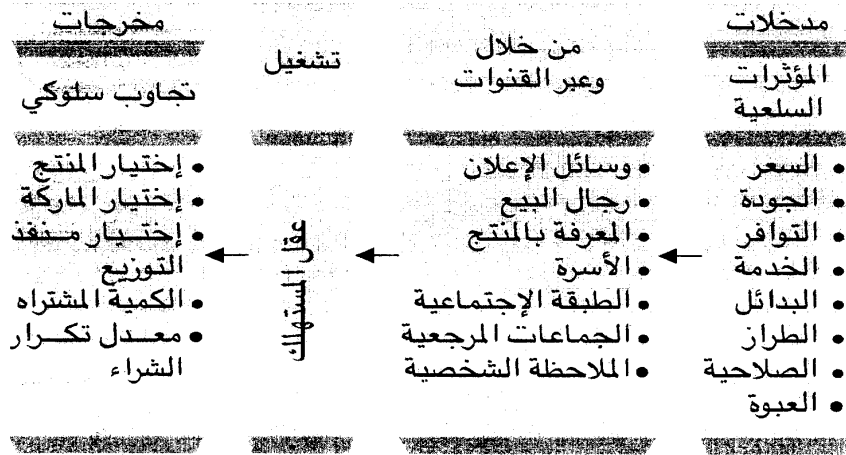 مدخلات
المؤثرات
السلعية
• السعر
• الجودة
• التوافر
• الخدمة
• البدائل
• الطراز
• الصلاحية
• العبوة
من خلال
وعبر القنوات
• وسائل الإعلان
• رجال البيع
• المعرفة بالمنتج
• الأسرة
• الطبقة الإجتماعية
• الجماعات المرجعية
• الملاحظة الشخصية
تشغيل
عقل المستهلك
مخرجات
تجاوب سلوكي
• إختيار المنتج
• إختيار الماركة
• إختيار منفذ
التوزيع
• الكمية المشتراه
• معدل تكرار
الشراء